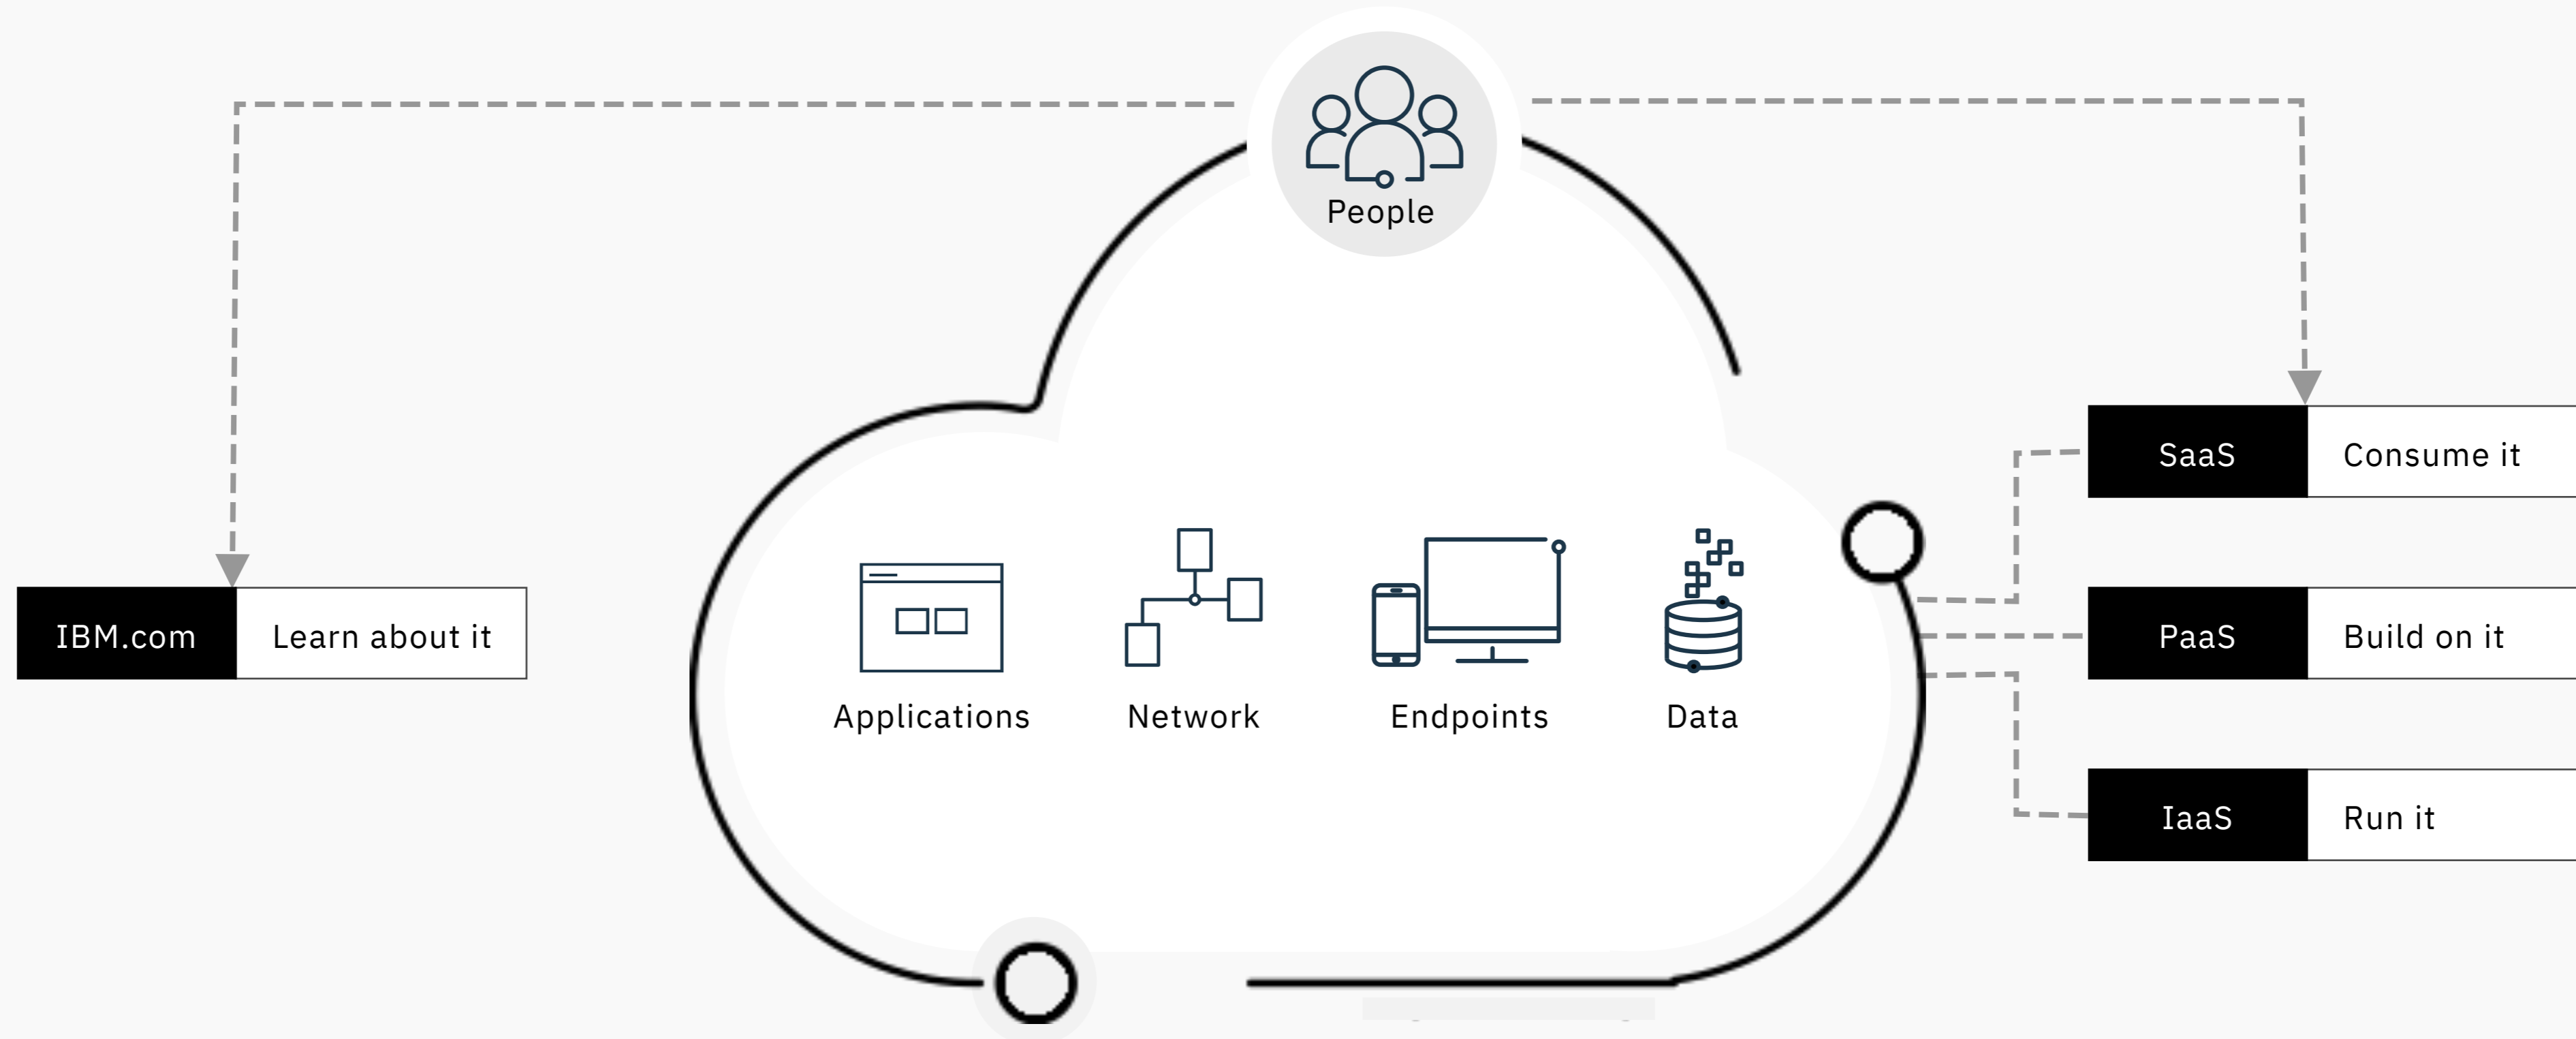 People
IBM.com
Learn about it
Applications
Network
Endpoints
Data
SaaS
Consume it
PaaS
Build on it
IaaS
Run it